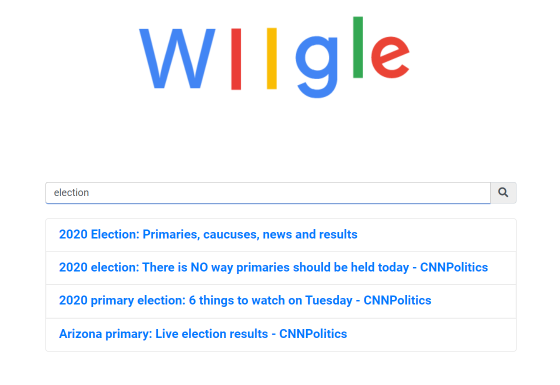 WIIgle
election
2020 Election: Primaries, caucuses, news and results
2020 election: There is NO way primaries should be held today - CNNPolitics
2020 primary election: 6 things to watch on Tuesday - CNNPolitics
Arizona primary: Live election results - CNNPolitics